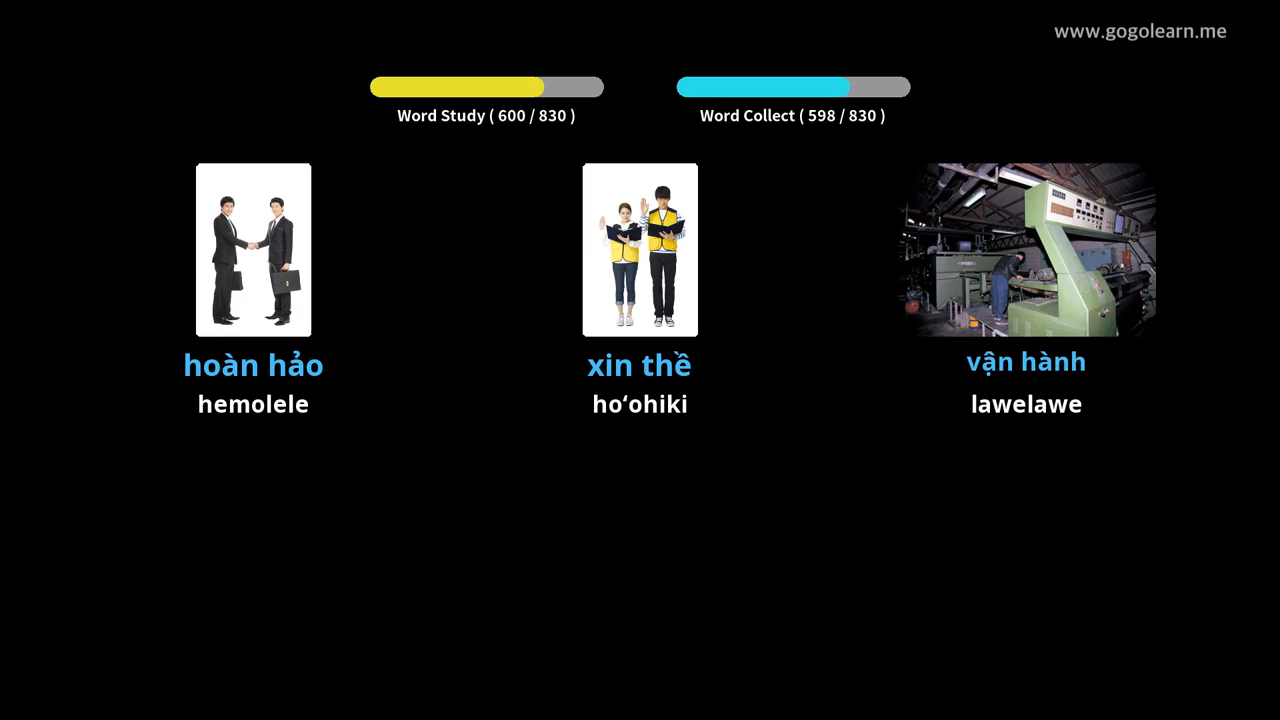 www.gogolearn.me
Word Study ( 600 / 830 )
Word Collect ( 598 / 830 )
hoàn hảo
xin thề
vận hành
hemolele
hoʻohiki
lawelawe